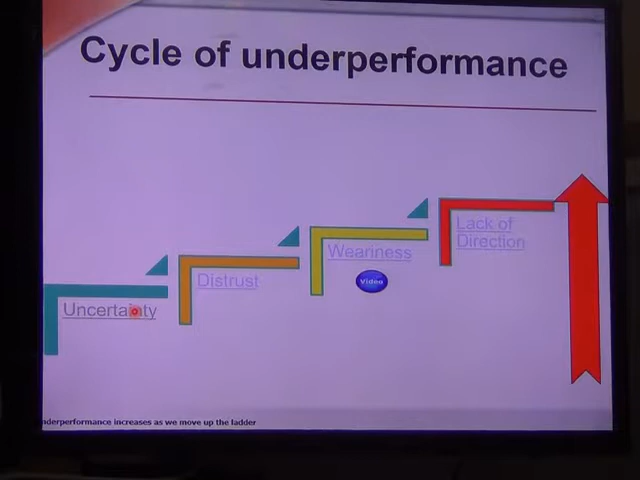 Cycle of underperformance
Lack of
Direction
Weariness
Video
Distrust
Uncertainty
nderperformance increases as we move up the ladder